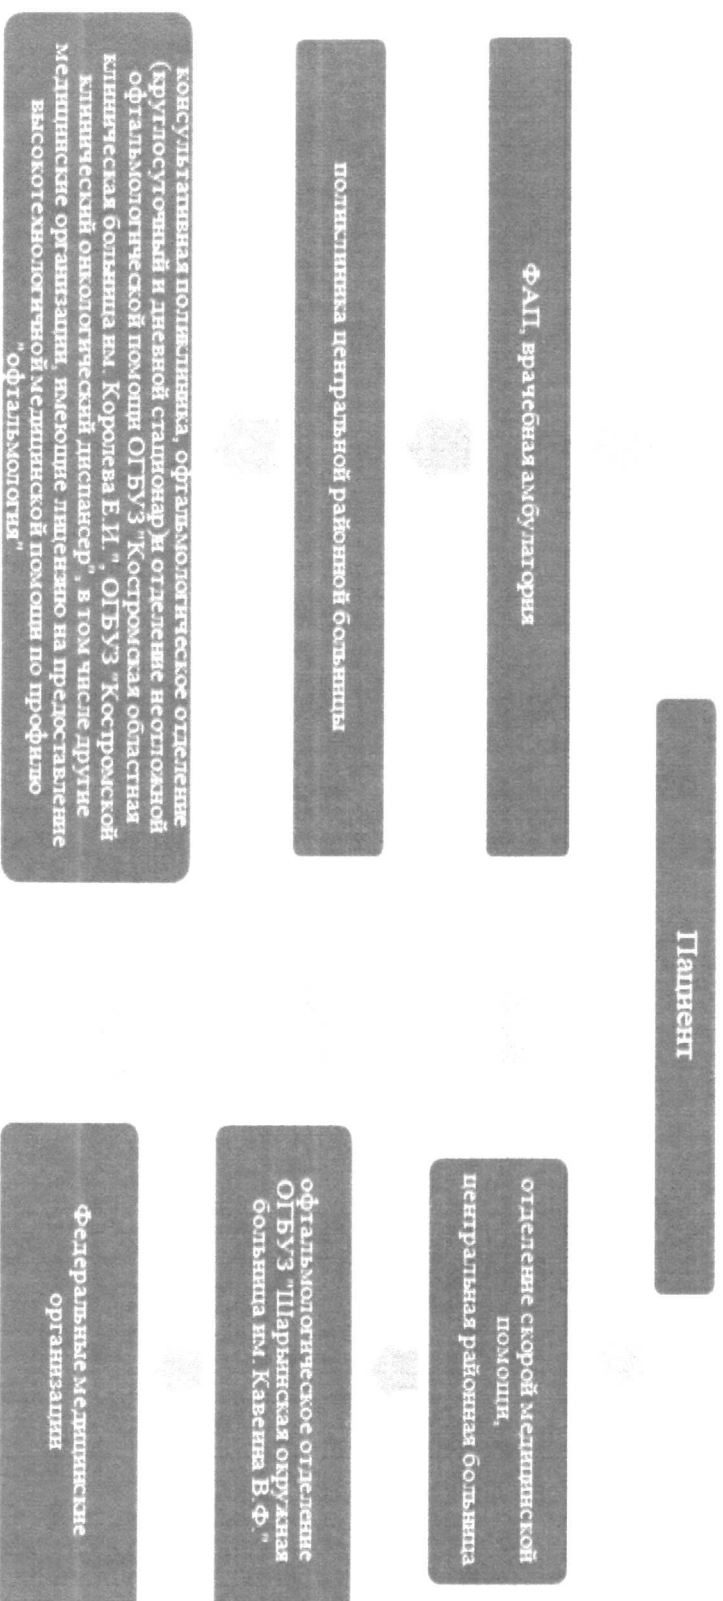 Пациент
ФАП, врачебная амбулатория
поликлиника центральной районной больницы
консультативная поликлиника, офтальмологическое отделение
(круглосуточный и дневной стационар)и отделение неотложной
офтальмологической помощи ОГБУЗ "Костромская областная
клиническая больница им. Королева Е.И. ", ОГБУЗ "Костромской
клинический онкологический диспансер", в том числе другие
медицинские организации, имеющие лицензию на предоставление
высокотехнологичной медицинской помощи по профилю
"офтальмология"
отделение скорой медицинской
помощи,
центральная районная больница
офтальмологическое отделение
ОГБУЗ "Шарьинская окружная
больница им. Каверина В.Ф."
Федеральные медицинские
организации